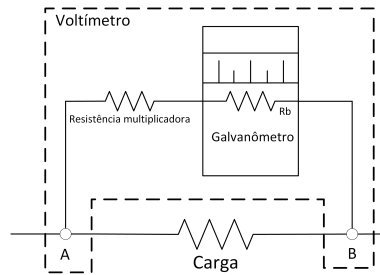 Voltímetro
Resistência multiplicadora
Rb
Galvanômetro
A
Carga
B